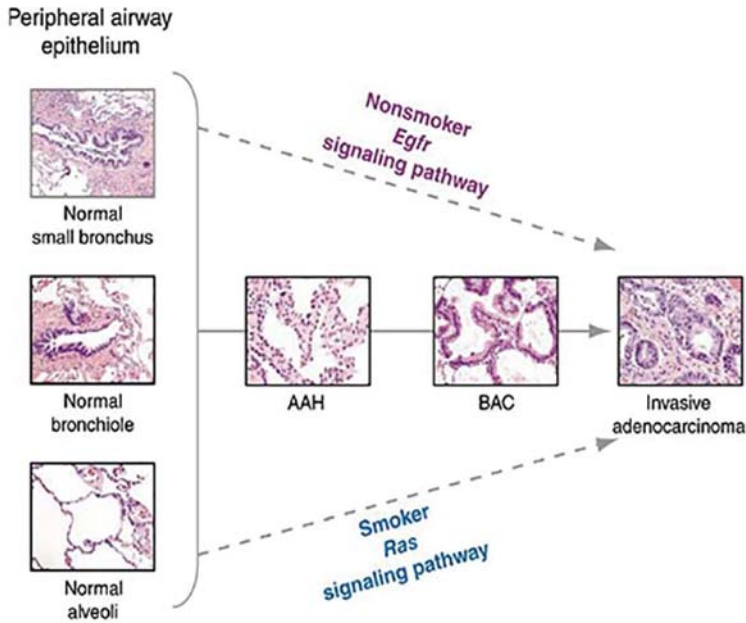 Peripheral airway
epithelium
Normal
small bronchus
Normal
bronchiole
Normal
alveoli
Nonsmoker
Egfr
signaling pathway
AAH
BAC
Invasive
adenocarcinoma
Smoker
Ras
signaling pathway